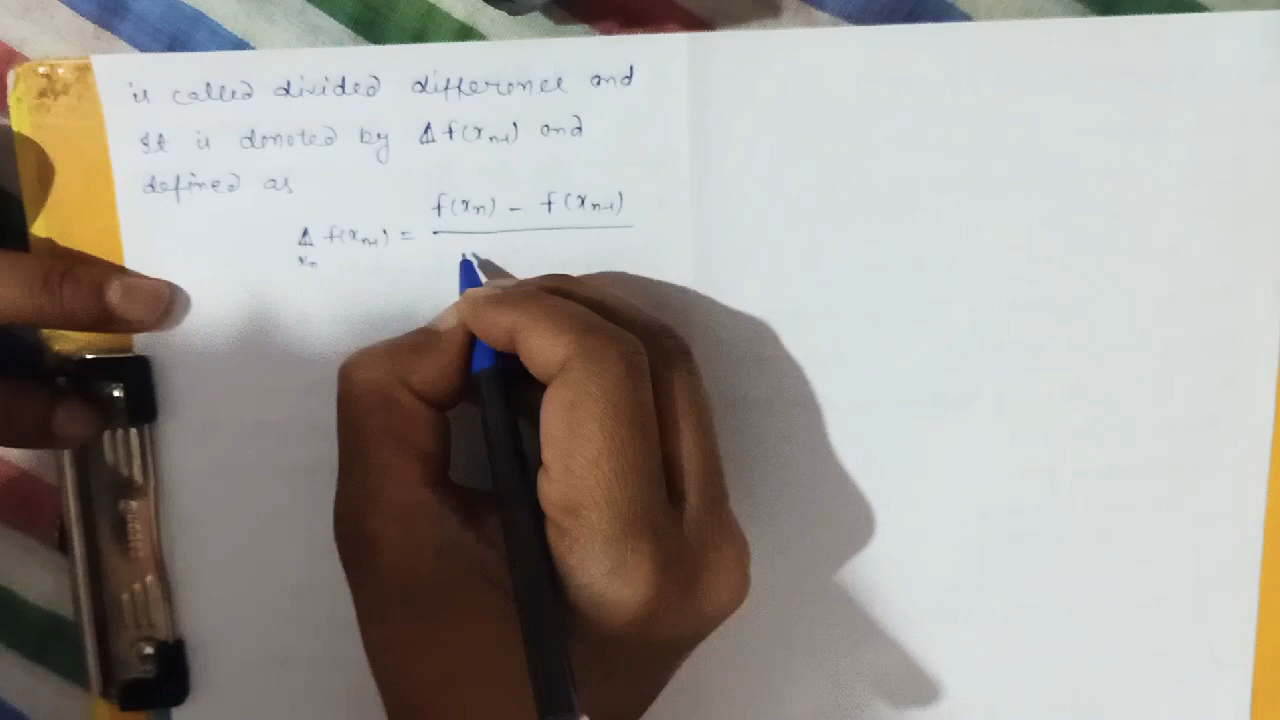 is called divided difference and
It is denoted by ⍋ f(xₙ₋₁) and
defined as
f(xₙ) - f(xₙ₋₁)
⍋ f(xₙ₋₁) =
xₙ